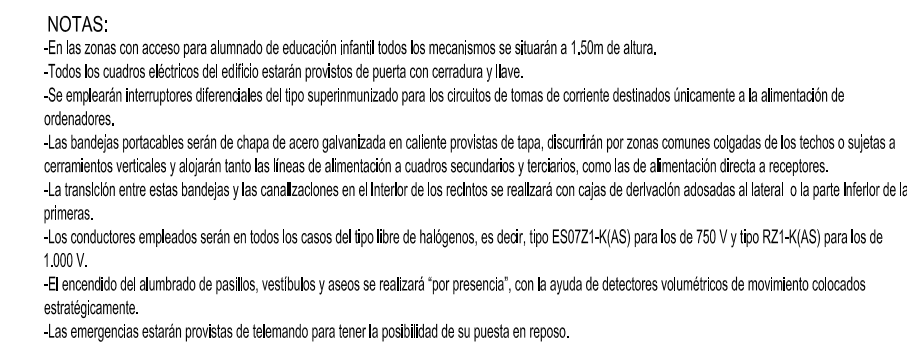 NOTAS:
-En las zonas con acceso para alumnado de educación infantil todos los mecanismos se situarán a 1.50m de altura.
-Todos los cuadros eléctricos del edificio estarán provistos de puerta con cerradura y llave.
-Se emplearán interruptores diferenciales del tipo superinmunizado para los circuitos de tomas de corriente destinados únicamente a la alimentación de
ordenadores.
-Las bandejas portacables serán de chapa de acero galvanizada en caliente provistas de tapa, discurrirán por zonas comunes colgadas de los techos o sujetas a
cerramientos verticales y alojarán tanto las líneas de alimentación a cuadros secundarios y terciarios, como las de alimentación directa a receptores.
-La transición entre estas bandejas y las canalizaciones en el interior de los recintos se realizará con cajas de derivación adosadas al lateral o la parte inferior de la
primeras.
-Los conductores empleados serán en todos los casos del tipo libre de halógenos, es decir, tipo ES07Z1-K(AS) para los de 750 V y tipo RZ1-K(AS) para los de
1.000 V.
-El encendido del alumbrado de pasillos, vestíbulos y aseos se realizará "por presencia", con la ayuda de detectores volumétricos de movimiento colocados
estratégicamente.
-Las emergencias estarán provistas de telemando para tener la posibilidad de su puesta en reposo.